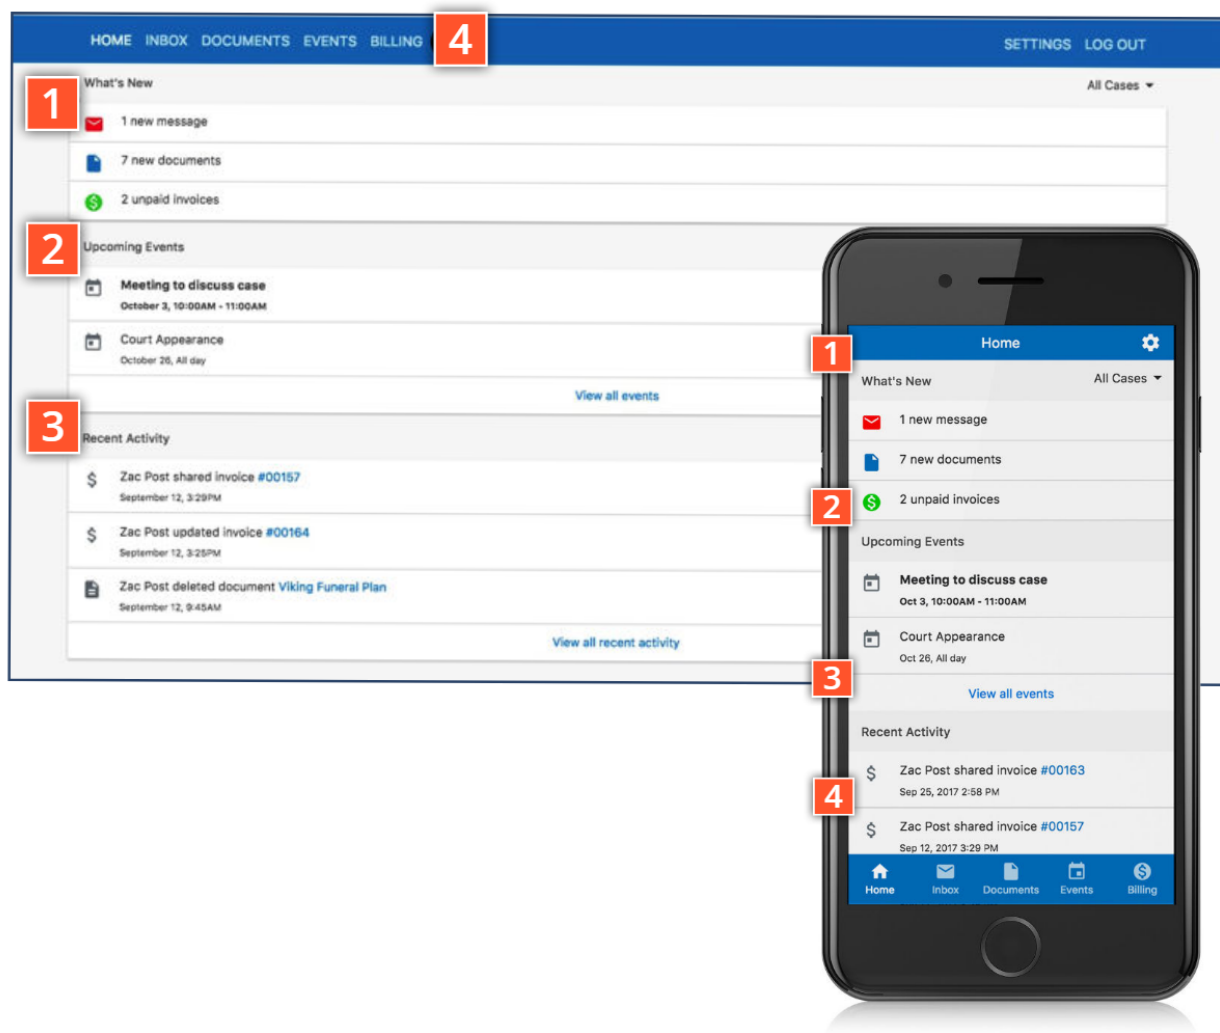 HOME INBOX DOCUMENTS EVENTS BILLING 4 SETTINGS LOG OUT
1
What's New All Cases
1 new message
7 new documents
2 unpaid invoices
2
Upcoming Events
Meeting to discuss case
October 3, 10:00AM - 11:00AM
Court Appearance
October 26, All day
View all events
3
Recent Activity
Zac Post shared invoice #00157
September 12, 3:29PM
Zac Post updated invoice #00164
September 12, 3:25PM
Zac Post deleted document Viking Funeral Plan
September 12, 9:45AM
View all recent activity
Home
1
What's New All Cases
1 new message
7 new documents
2
2 unpaid invoices
Upcoming Events
Meeting to discuss case
Oct 3, 10:00AM - 11:00AM
Court Appearance
Oct 26, All day
3
View all events
Recent Activity
Zac Post shared invoice #00163
Sep 25, 2017 2:58 PM
4
Zac Post shared invoice #00157
Sep 12, 2017 3:29 PM
Home Inbox Documents Events Billing